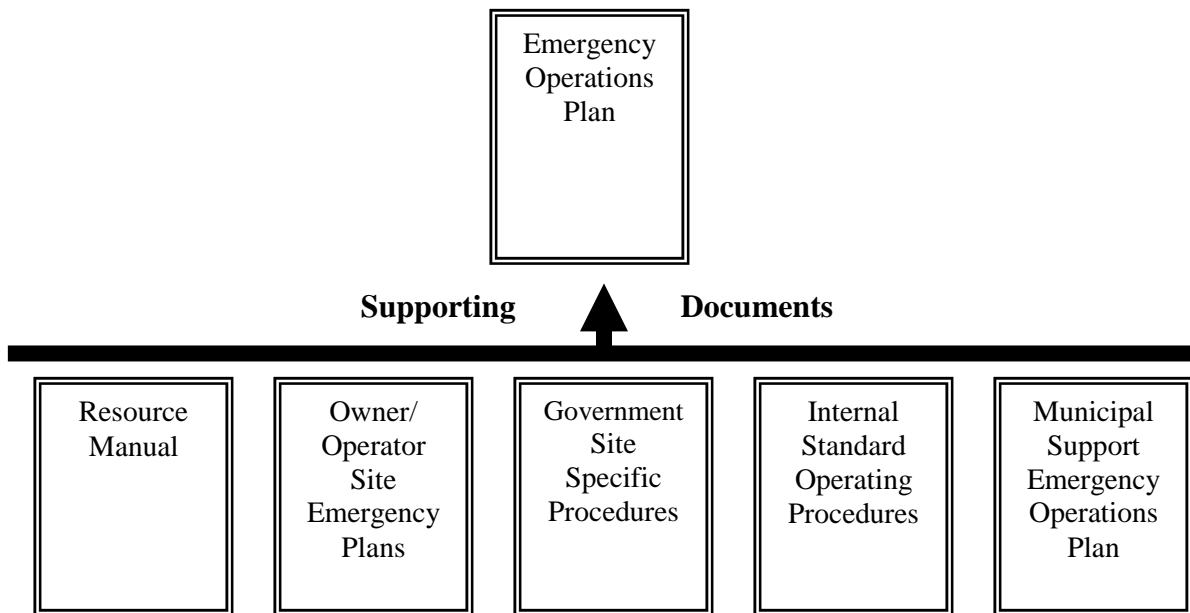 Emergency
Operations
Plan
Supporting Documents
Resource
Manual
Owner/
Operator
Site
Emergency
Plans
Government
Site
Specific
Procedures
Internal
Standard
Operating
Procedures
Municipal
Support
Emergency
Operations
Plan